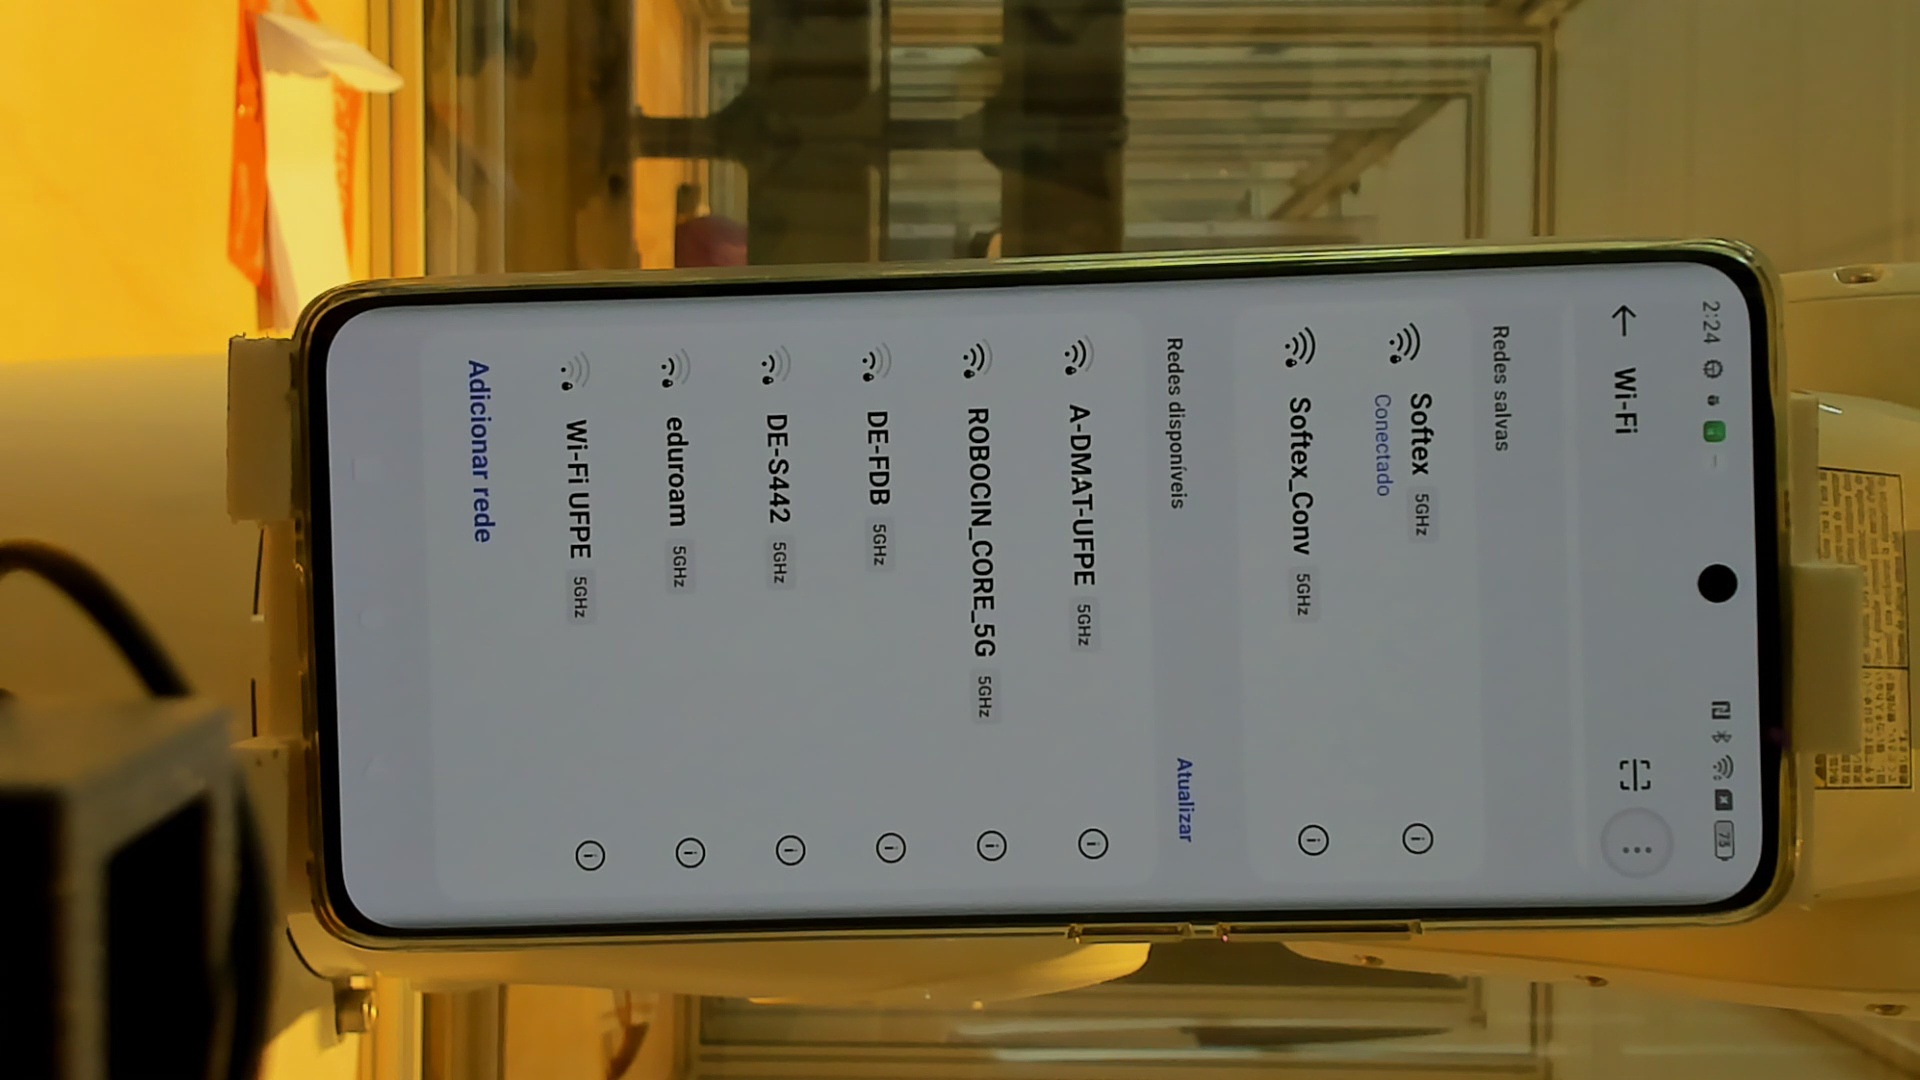 2:24
73
Wi-Fi
Redes salvas
Softex 5GHz
Conectado
Softex_Conv 5GHz
Redes disponíveis Atualizar
A-DMAT-UFPE 5GHz
ROBOCIN_CORE_5G 5GHz
DE-FDB 5GHz
DE-S442 5GHz
eduroam 5GHz
Wi-Fi UFPE 5GHz
Adicionar rede